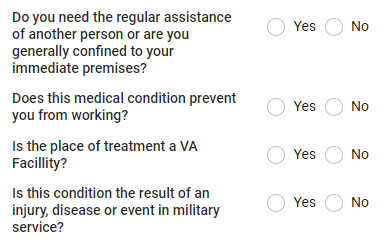 Do you need the regular assistance
of another person or are you
generally confined to your
immediate premises?
Yes No
Does this medical condition prevent
you from working?
Yes No
Is the place of treatment a VA
Facillity?
Yes No
Is this condition the result of an
injury, disease or event in military
service?
Yes No